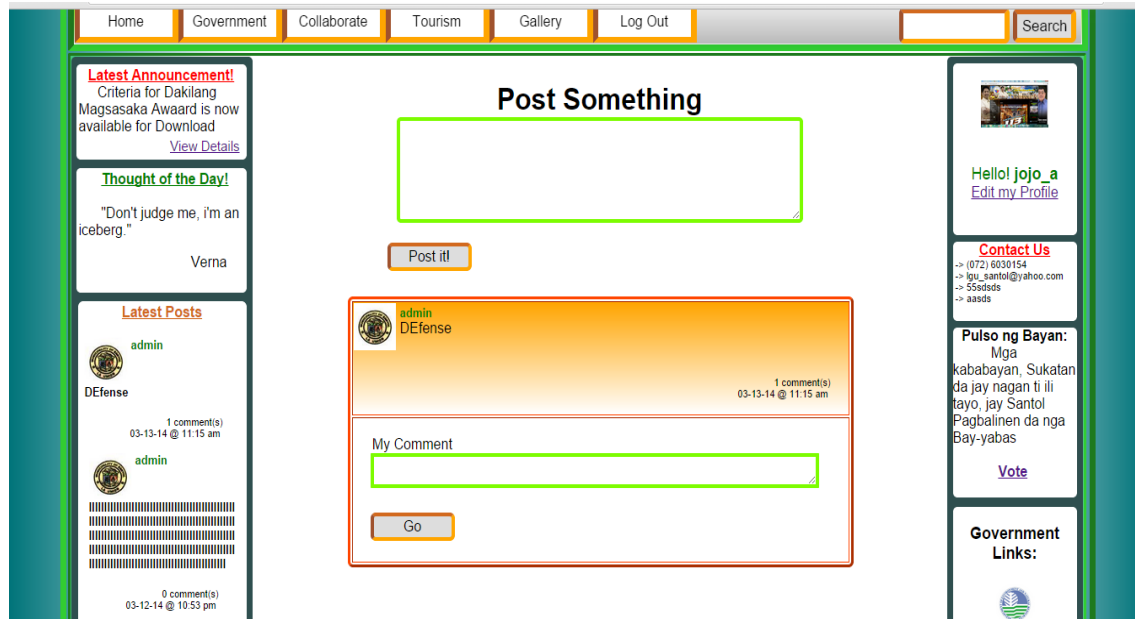 Home Government Collaborate Tourism Gallery Log Out Search
Latest Announcement!
Criteria for Dakilang
Magsasaka Awaard is now
available for Download
View Details
Thought of the Day!
"Don't judge me, i'm an
iceberg."
Verna
Latest Posts
admin
DEfense
1 comment(s)
03-13-14 @ 11:15 am
admin
0 comment(s)
03-12-14 @ 10:53 pm
Post Something
Post it!
admin
DEfense
1 comment(s)
03-13-14 @ 11:15 am
My Comment
Go
Hello! jojo_a
Edit my Profile
Contact Us
-> (072) 6030154
-> lgu_santol@yahoo.com
-> 55sdsds
-> aasds
Pulso ng Bayan:
Mga
kababayan, Sukatan
da jay nagan ti ili
tayo, jay Santol
Pagbalinen da nga
Bay-yabas
Vote
Government
Links: